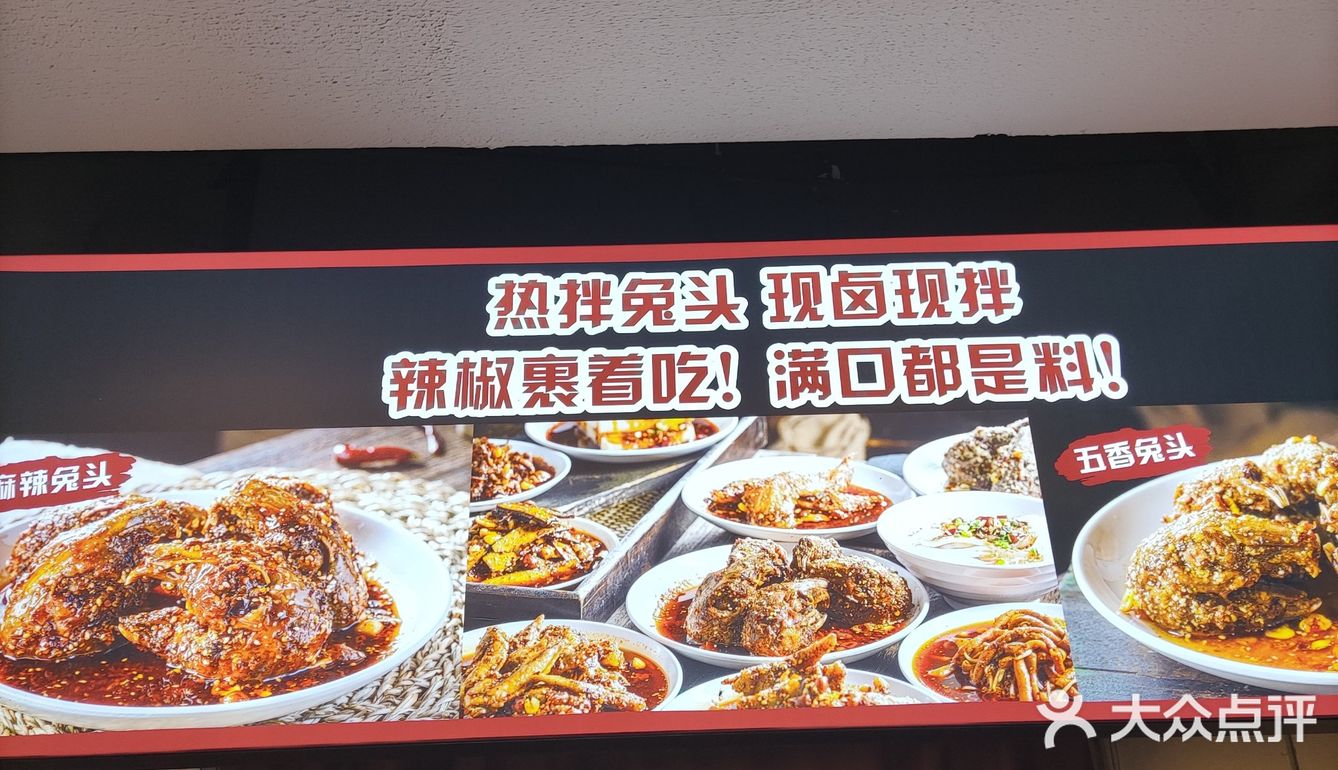 热拌兔头 现卤现拌
辣椒裹着吃! 满口都是料!
麻辣兔头
五香兔头
大众点评